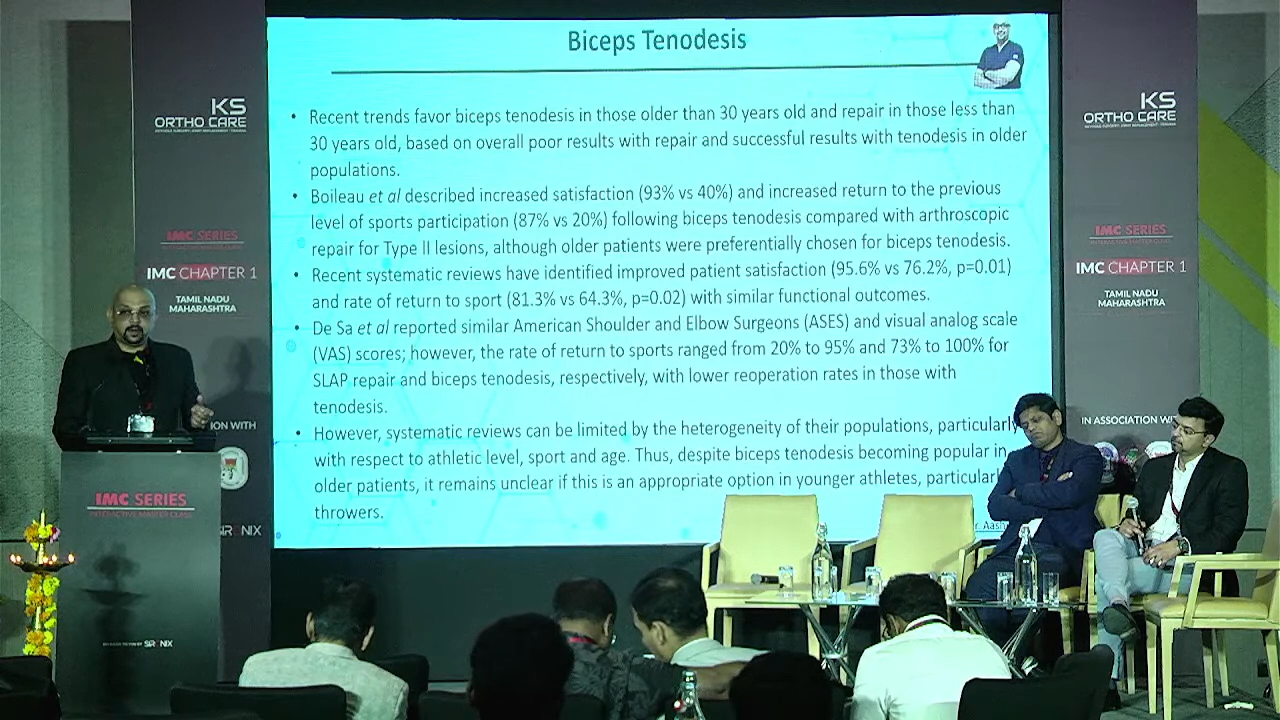 Biceps Tenodesis
• Recent trends favor biceps tenodesis in those older than 30 years old and repair in those less than
30 years old, based on overall poor results with repair and successful results with tenodesis in older
populations.
• Boileau et al described increased satisfaction (93% vs 40%) and increased return to the previous
level of sports participation (87% vs 20%) following biceps tenodesis compared with arthroscopic
repair for Type II lesions, although older patients were preferentially chosen for biceps tenodesis.
• Recent systematic reviews have identified improved patient satisfaction (95.6% vs 76.2%, p=0.01)
and rate of return to sport (81.3% vs 64.3%, p=0.02) with similar functional outcomes.
• De Sa et al reported similar American Shoulder and Elbow Surgeons (ASES) and visual analog scale
(VAS) scores; however, the rate of return to sports ranged from 20% to 95% and 73% to 100% for
SLAP repair and biceps tenodesis, respectively, with lower reoperation rates in those with
tenodesis.
• However, systematic reviews can be limited by the heterogeneity of their populations, particularly
with respect to athletic level, sport and age. Thus, despite biceps tenodesis becoming popular in
older patients, it remains unclear if this is an appropriate option in younger athletes, particular
throwers.
KS
ORTHO CARE
IMC SERIES
IMC CHAPTER 1
TAMIL NADU
MAHARASHTRA
ION WITH
IMC SERIES
INTERACTIVE MASTER CLASS
KS
ORTHO CARE
IMC SERIES
INTERACTIVE MASTER CLASS
IMC CHAPTER 1
TAMIL NADU
MAHARASHTRA
IN ASSOCIATION WIT